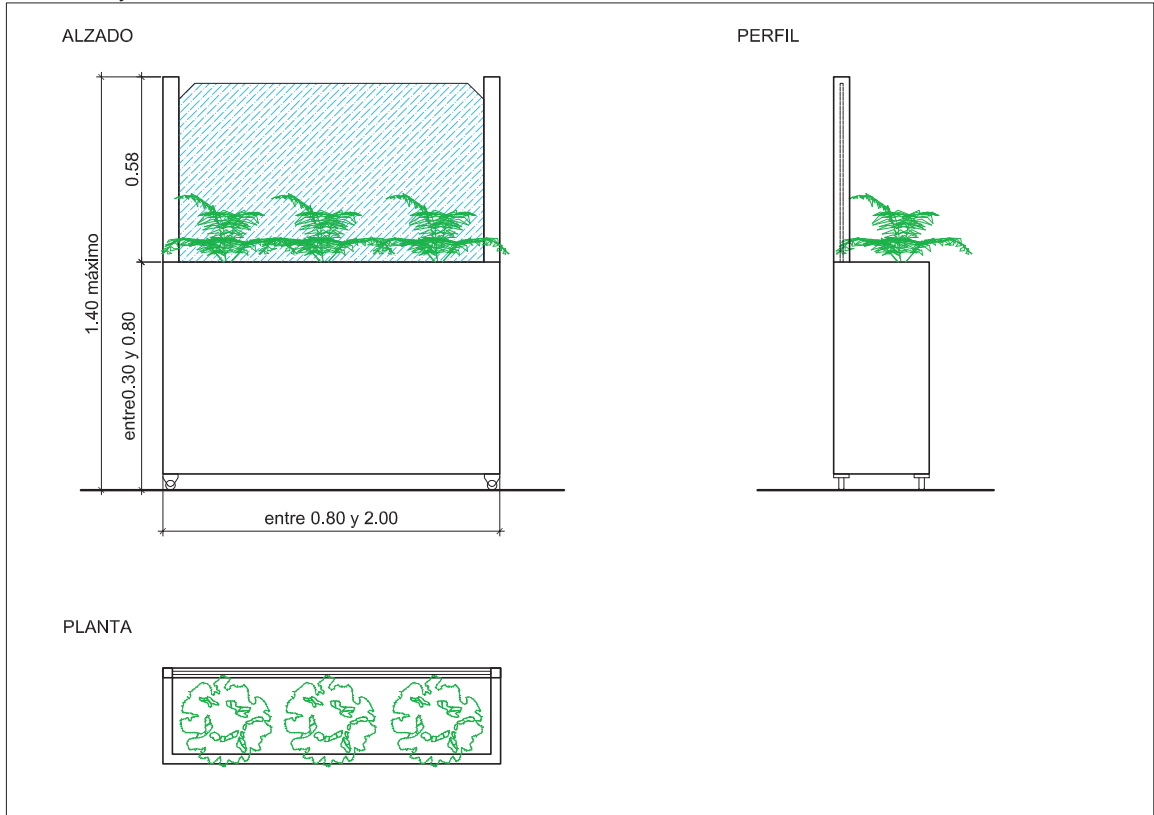 ALZADO
PERFIL
0.58
1.40 máximo
entre0.30 y 0.80
entre 0.80 y 2.00
PLANTA